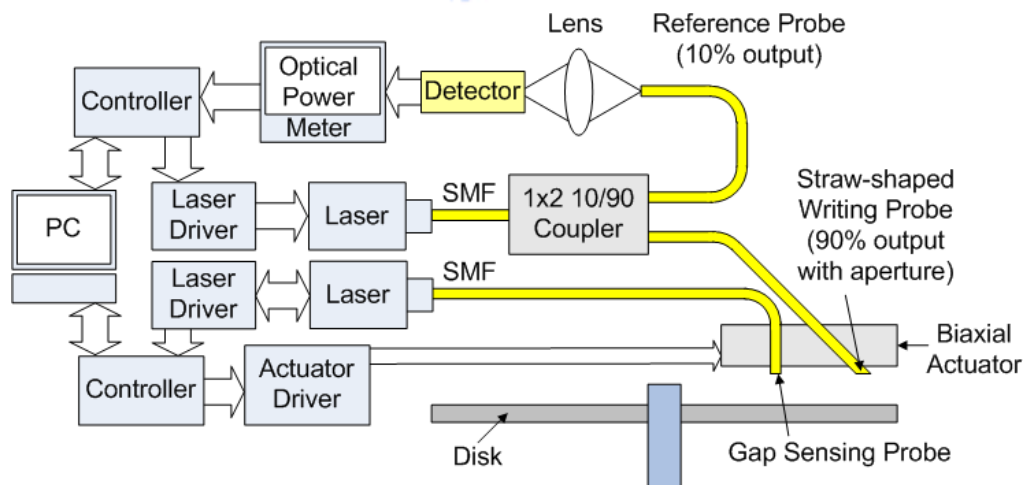 Lens
Reference Probe
(10% output)
Optical
Power
Meter
Detector
Controller
Straw-shaped
Writing Probe
(90% output
with aperture)
PC
Laser
Driver
Laser
SMF
1x2 10/90
Coupler
Laser
Driver
Laser
SMF
Biaxial
Actuator
Controller
Actuator
Driver
Disk
Gap Sensing Probe